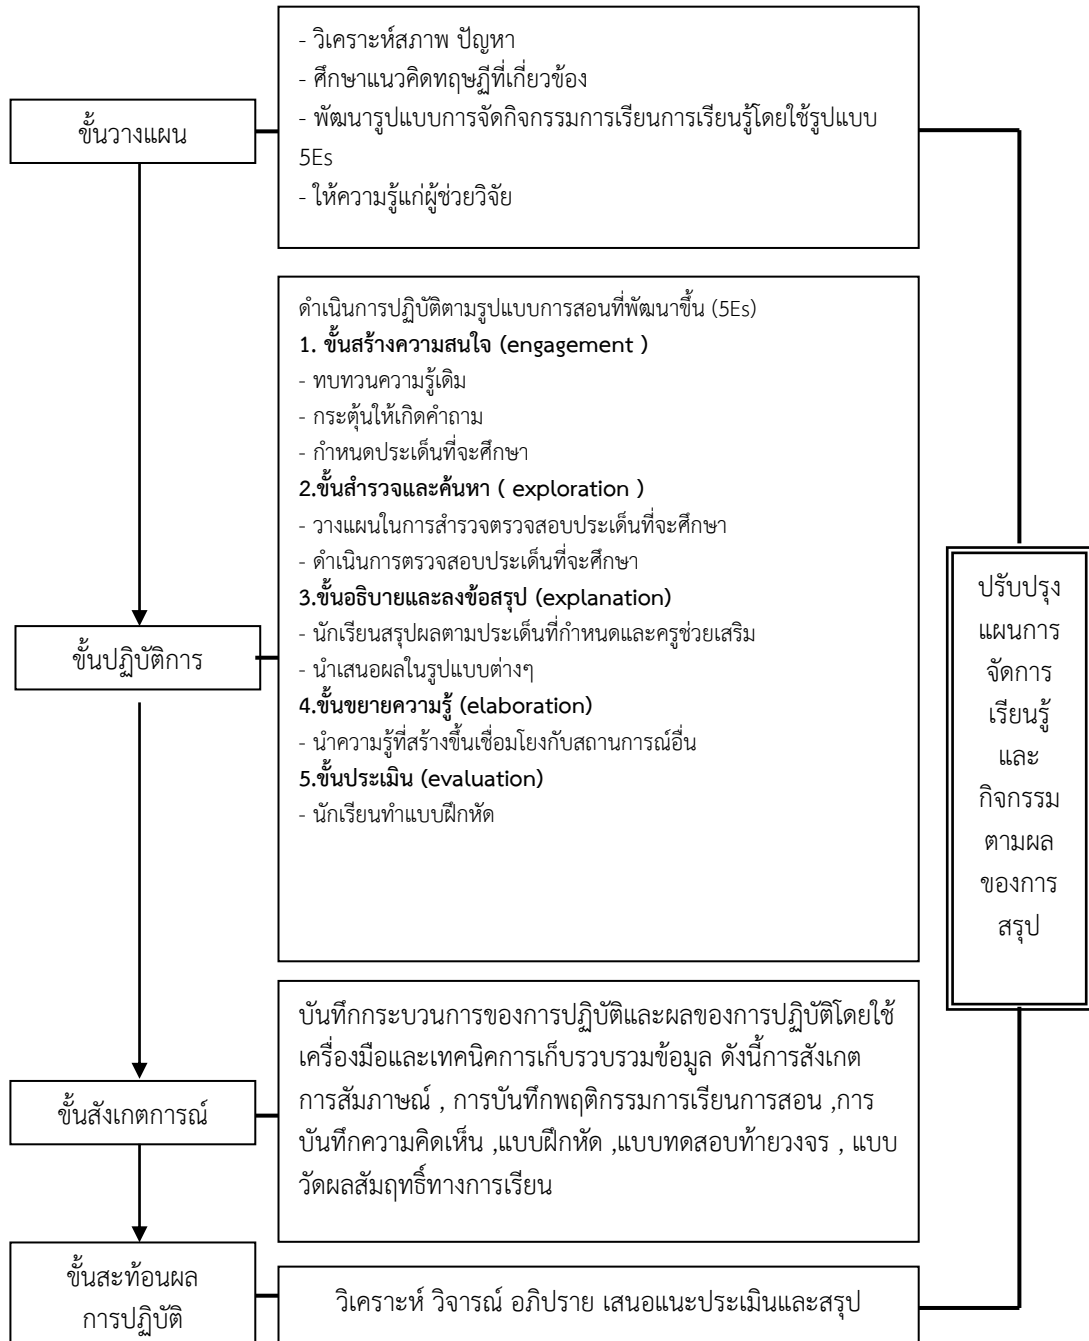 ขั้นวางแผน
- วิเคราะห์สภาพ ปัญหา
- ศึกษาแนวคิดทฤษฎีที่เกี่ยวข้อง
- พัฒนารูปแบบการจัดกิจกรรมการเรียนการเรียนรู้โดยใช้รูปแบบ
5Es
- ให้ความรู้แก่ผู้ช่วยวิจัย
ขั้นปฏิบัติการ
ดำเนินการปฏิบัติตามรูปแบบการสอนที่พัฒนาขึ้น (5Es)
1. ขั้นสร้างความสนใจ (engagement )
- ทบทวนความรู้เดิม
- กระตุ้นให้เกิดคำถาม
- กำหนดประเด็นที่จะศึกษา
2.ขั้นสำรวจและค้นหา ( exploration )
- วางแผนในการสำรวจตรวจสอบประเด็นที่จะศึกษา
- ดำเนินการตรวจสอบประเด็นที่จะศึกษา
3.ขั้นอธิบายและลงข้อสรุป (explanation)
- นักเรียนสรุปผลตามประเด็นที่กำหนดและครูช่วยเสริม
- นำเสนอผลในรูปแบบต่างๆ
4.ขั้นขยายความรู้ (elaboration)
- นำความรู้ที่สร้างขึ้นเชื่อมโยงกับสถานการณ์อื่น
5.ขั้นประเมิน (evaluation)
- นักเรียนทำแบบฝึกหัด
ขั้นสังเกตการณ์
บันทึกกระบวนการของการปฏิบัติและผลของการปฏิบัติโดยใช้
เครื่องมือและเทคนิคการเก็บรวบรวมข้อมูล ดังนี้การสังเกต
การสัมภาษณ์ , การบันทึกพฤติกรรมการเรียนการสอน ,การ
บันทึกความคิดเห็น ,แบบฝึกหัด ,แบบทดสอบท้ายวงจร , แบบ
วัดผลสัมฤทธิ์ทางการเรียน
ขั้นสะท้อนผล
การปฏิบัติ
วิเคราะห์ วิจารณ์ อภิปราย เสนอแนะประเมินและสรุป
ปรับปรุง
แผนการ
จัดการ
เรียนรู้
และ
กิจกรรม
ตามผล
ของการ
สรุป